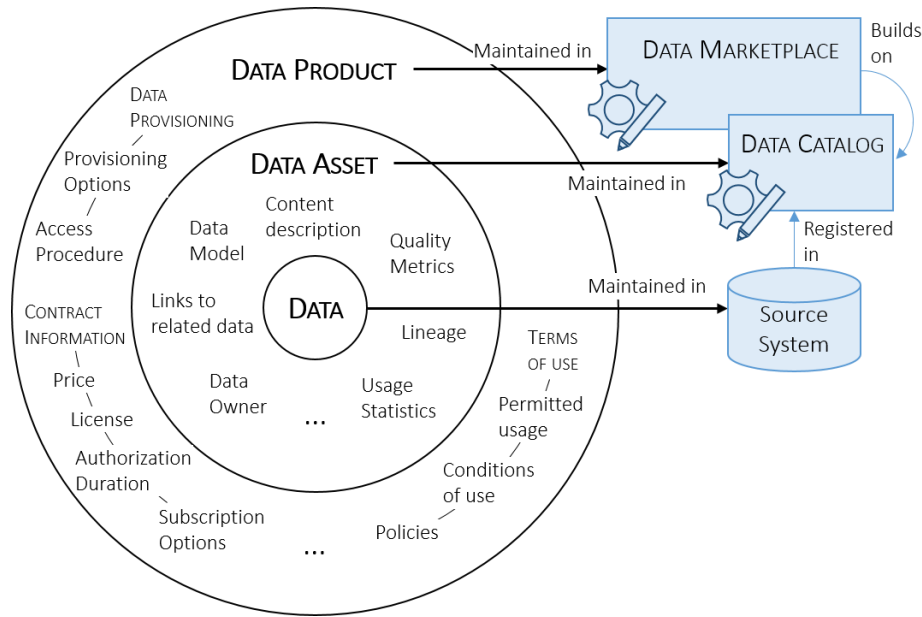 DATA PRODUCT
DATA
PROVISIONING
Provisioning
Options
Access
Procedure
CONTRACT
INFORMATION
Price
License
Authorization
Duration
Subscription
Options
...
Policies
Conditions
of use
Permitted
usage
TERMS
OF USE
DATA ASSET
Content
description
Data
Model
Quality
Metrics
Links to
related data
Lineage
Data
Owner
...
Usage
Statistics
DATA
Maintained in
DATA MARKETPLACE
Builds
on
Maintained in
DATA CATALOG
Registered
in
Maintained in
Source
System